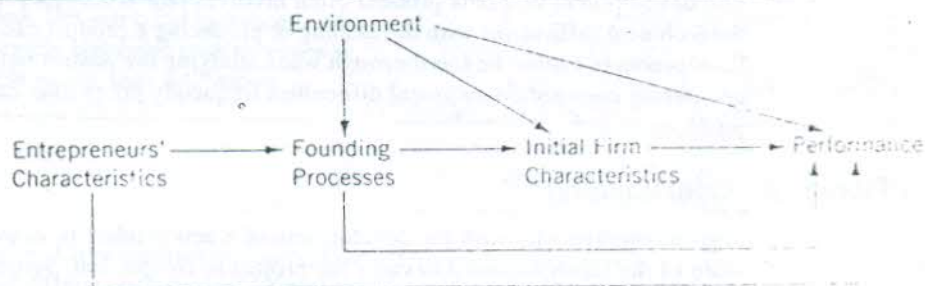 Environment
Entrepreneurs' Founding Initial Firm Performance
Characteristics Processes Characteristics